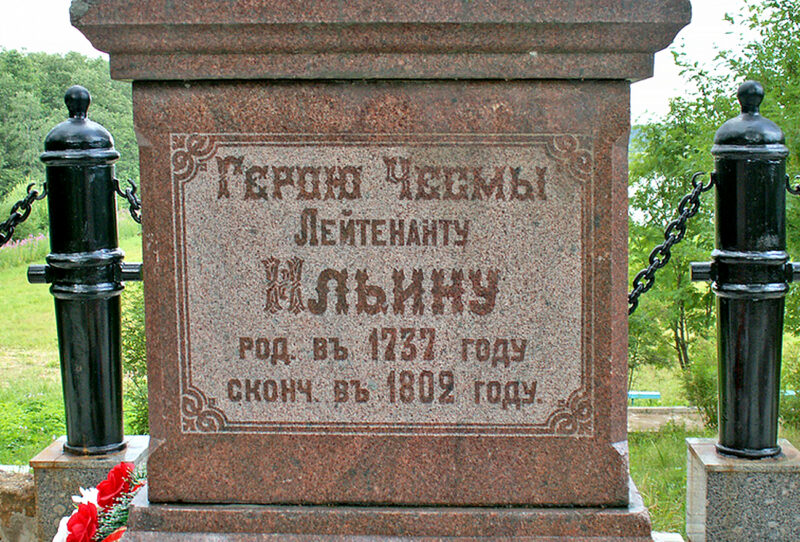 Герою Чесмы
Лейтенанту
Ильину
род. въ 1737 году
сконч. въ 1802 году.